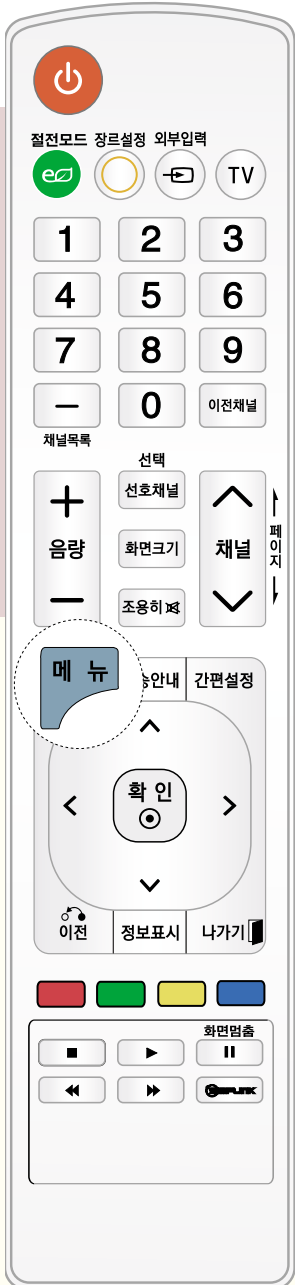 절전모드 장르설정 외부입력
TV
1 2 3
4 5 6
7 8 9
– 0 이전채널
채널목록
선택
선호채널
+
음량
–
화면크기
채널
페이지
조용히
메 뉴
송안내 간편설정
확 인
이전 정보표시 나가기
화면멈춤